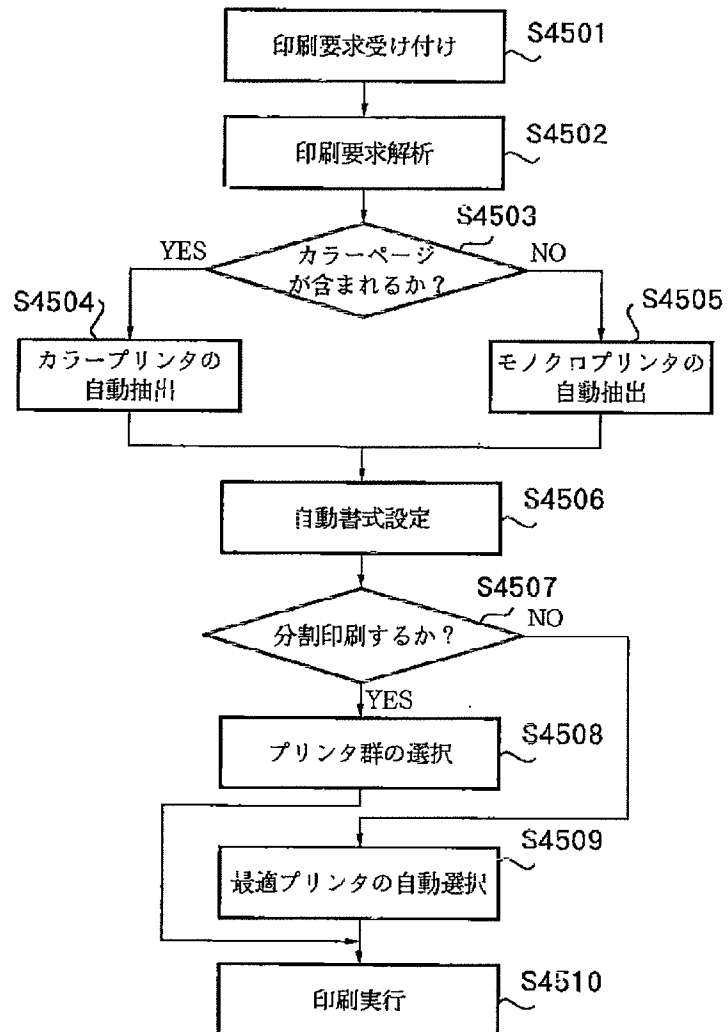 印刷要求受け付け
S4501
印刷要求解析
S4502
S4503
カラーページ
が含まれるか？
YES
NO
S4504
カラープリンタの
自動抽出
S4505
モノクロプリンタの
自動抽出
自動書式設定
S4506
S4507
分割印刷するか？
NO
YES
プリンタ群の選択
S4508
S4509
最適プリンタの自動選択
印刷実行
S4510